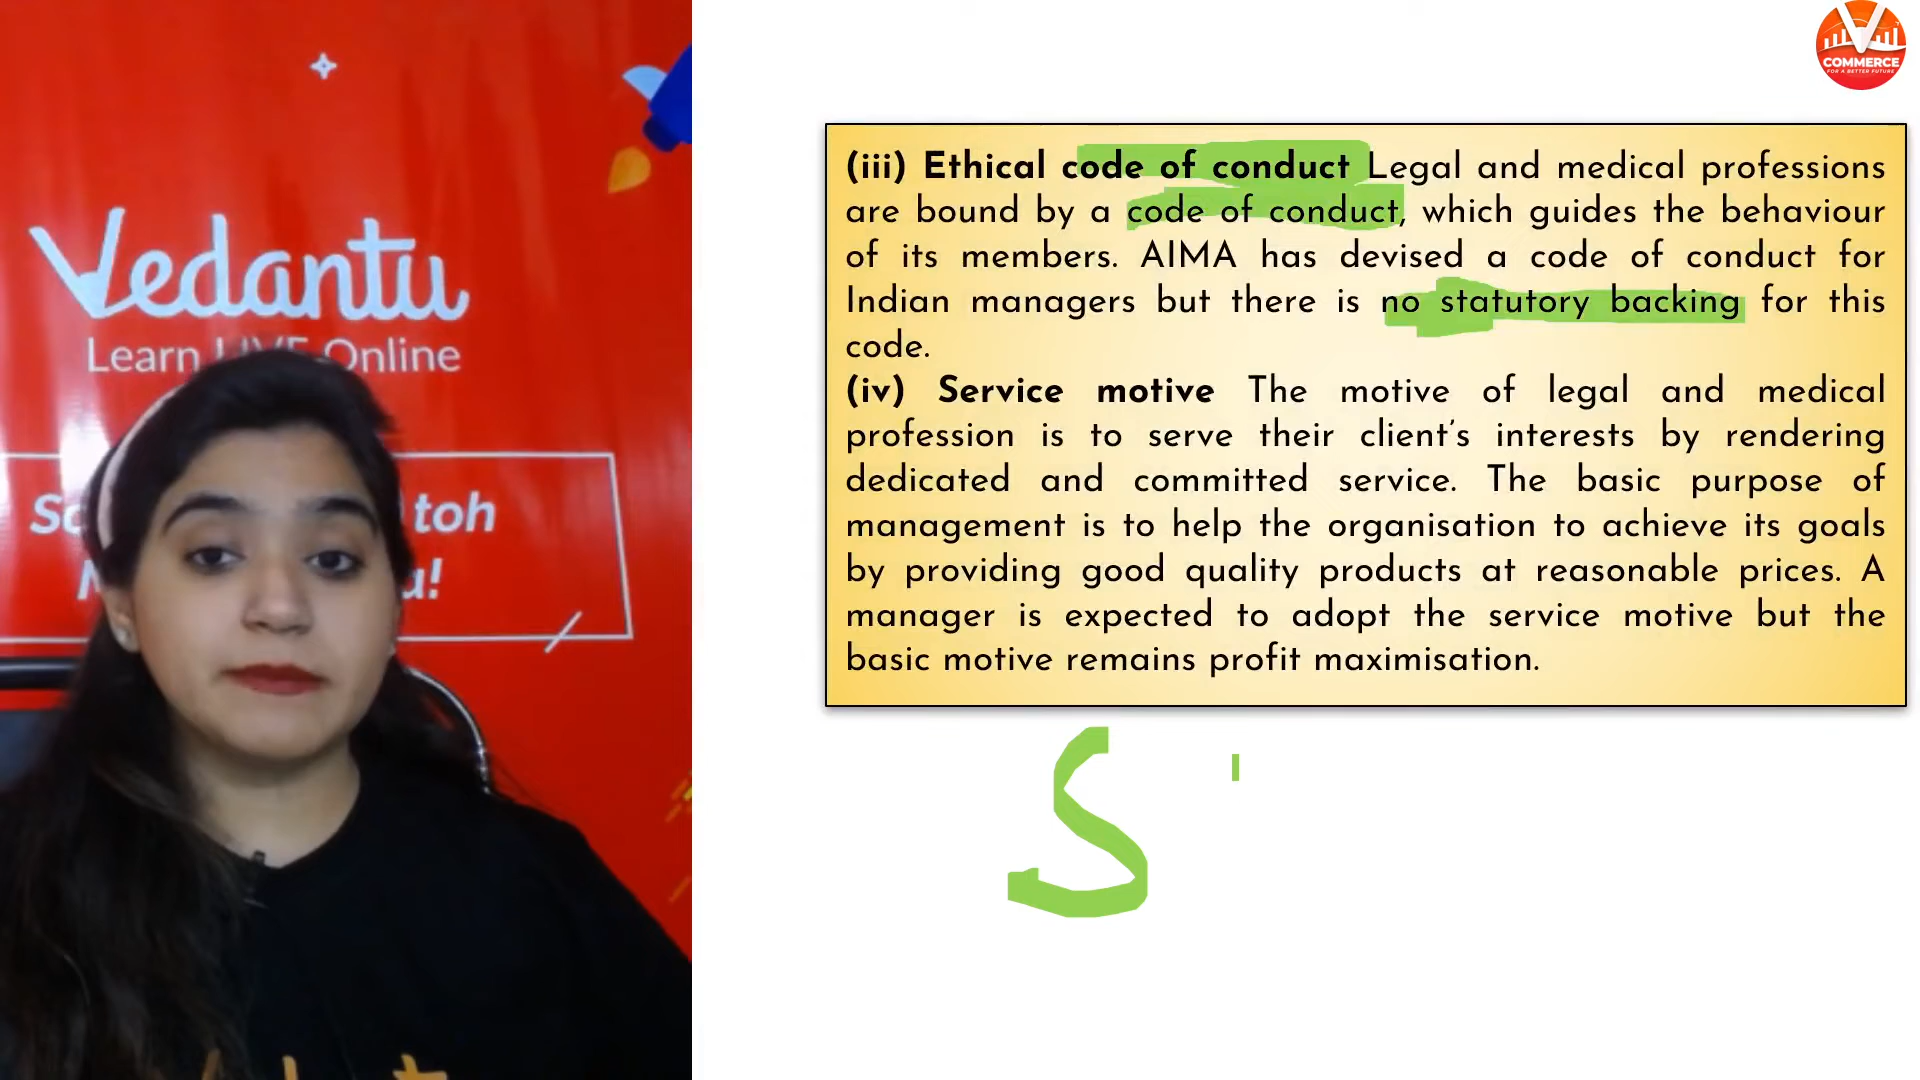 Vedantu
Learn LIVE Online
toh
a!
COMMERCE
FOR A BETTER FUTURE
(iii) Ethical code of conduct Legal and medical professions
are bound by a code of conduct, which guides the behaviour
of its members. AIMA has devised a code of conduct for
Indian managers but there is no statutory backing for this
code.
(iv) Service motive The motive of legal and medical
profession is to serve their client's interests by rendering
dedicated and committed service. The basic purpose of
management is to help the organisation to achieve its goals
by providing good quality products at reasonable prices. A
manager is expected to adopt the service motive but the
basic motive remains profit maximisation.
S